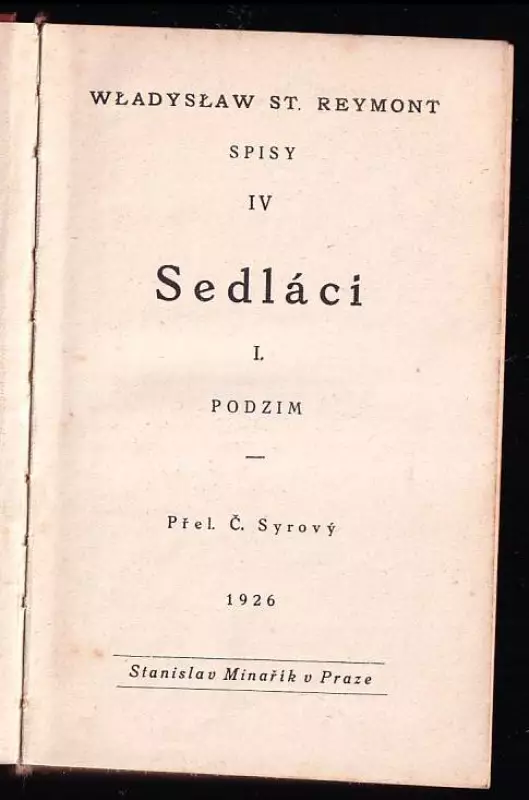 WŁADYSŁAW ST. REYMONT
SPISY
IV
Sedláci
I.
PODZIM
—
Přel. Č. Syrový
1926
Stanislav Minařík v Praze